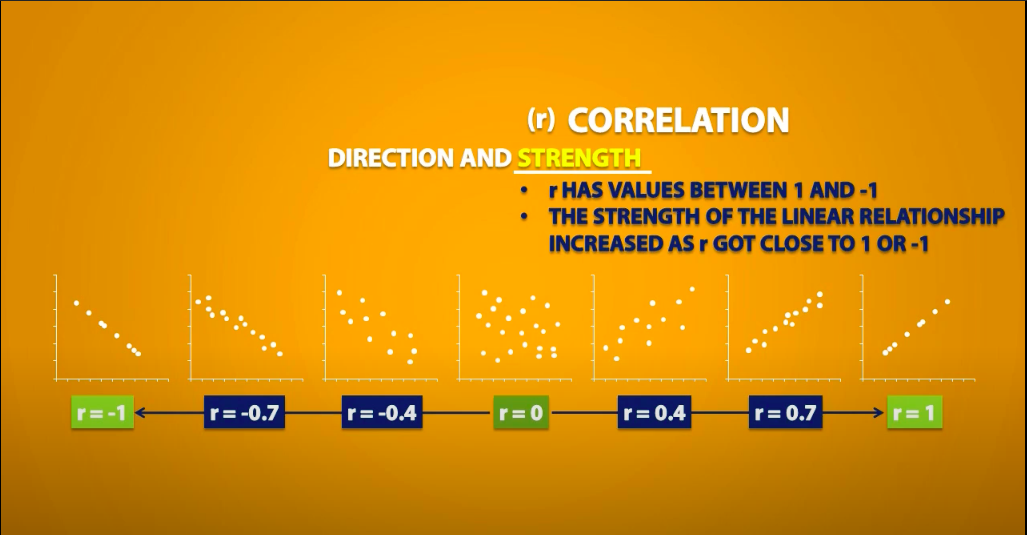 (r) CORRELATION
DIRECTION AND STRENGTH
• r HAS VALUES BETWEEN 1 AND -1
• THE STRENGTH OF THE LINEAR RELATIONSHIP
INCREASED AS r GOT CLOSE TO 1 OR -1
r = -1
r = -0.7
r = -0.4
r = 0
r = 0.4
r = 0.7
r = 1